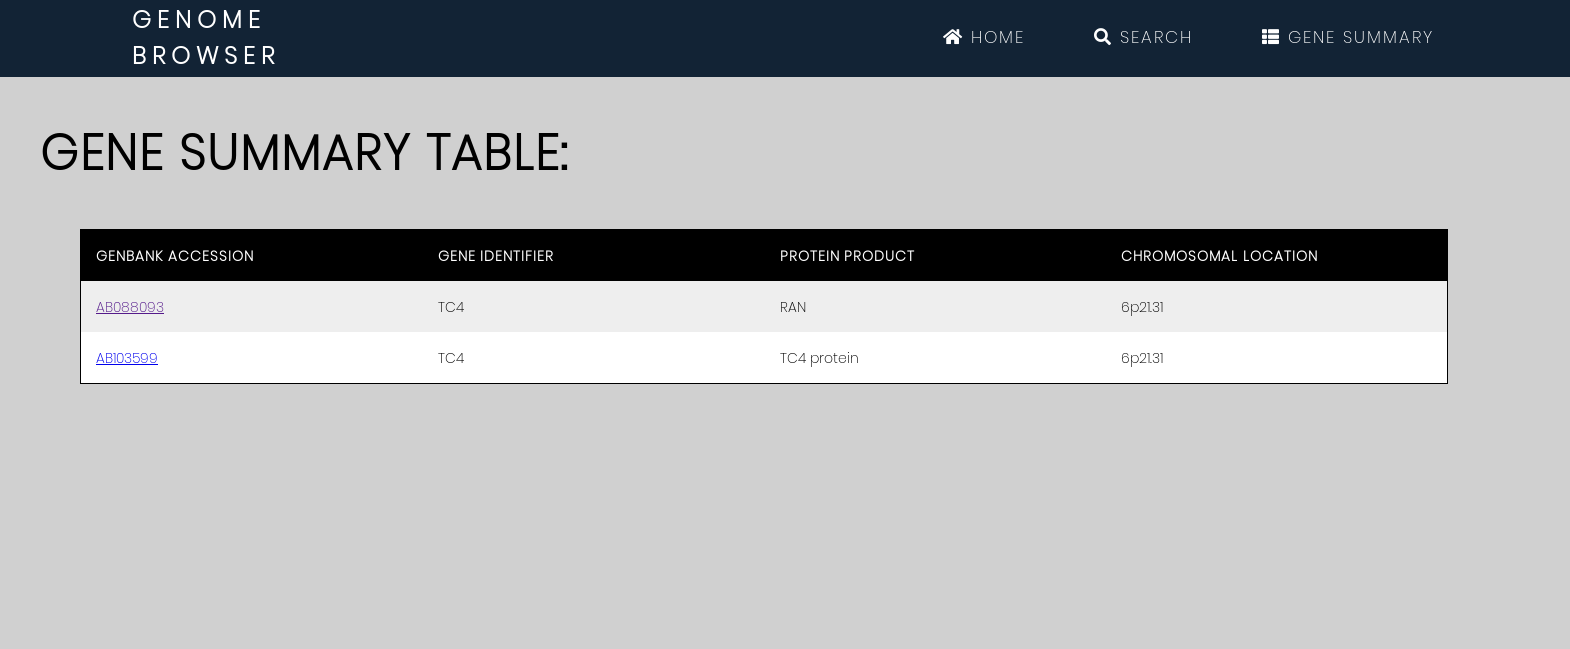 GENOME
BROWSER
HOME SEARCH GENE SUMMARY
GENE SUMMARY TABLE:
GENBANK ACCESSION GENE IDENTIFIER PROTEIN PRODUCT CHROMOSOMAL LOCATION
AB088093 TC4 RAN 6p21.31
AB103599 TC4 TC4 protein 6p21.31